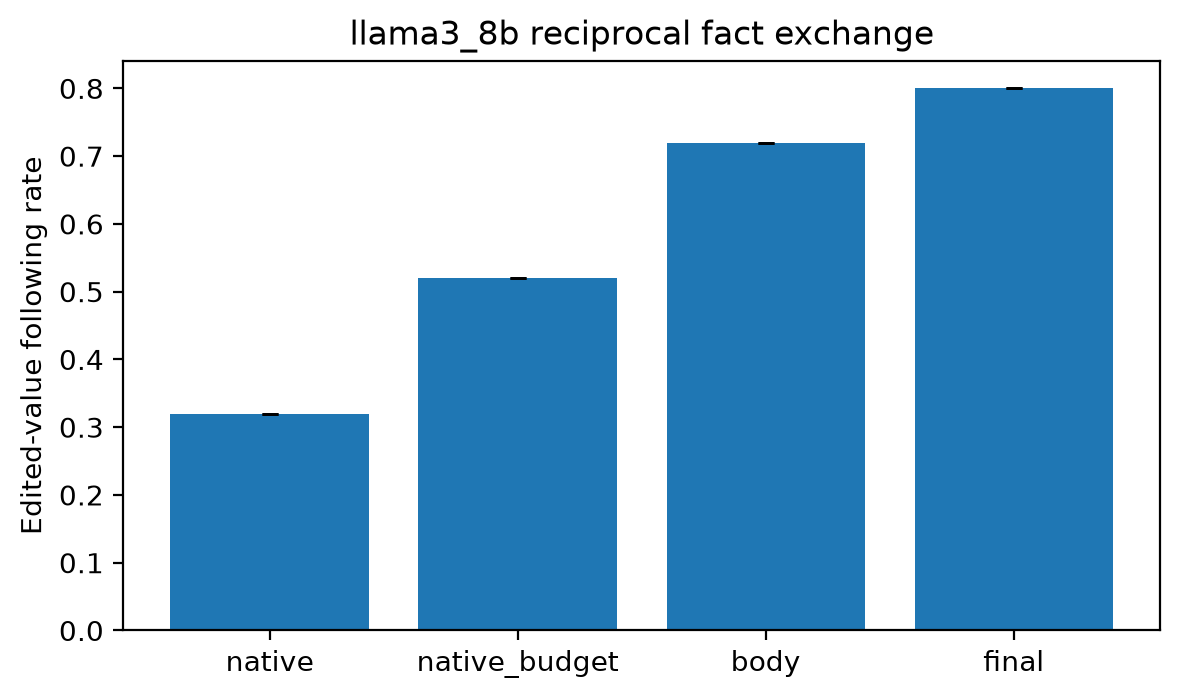 llama3_8b reciprocal fact exchange
Edited-value following rate
0.8
0.7
0.6
0.5
0.4
0.3
0.2
0.1
0.0
native
native_budget
body
final